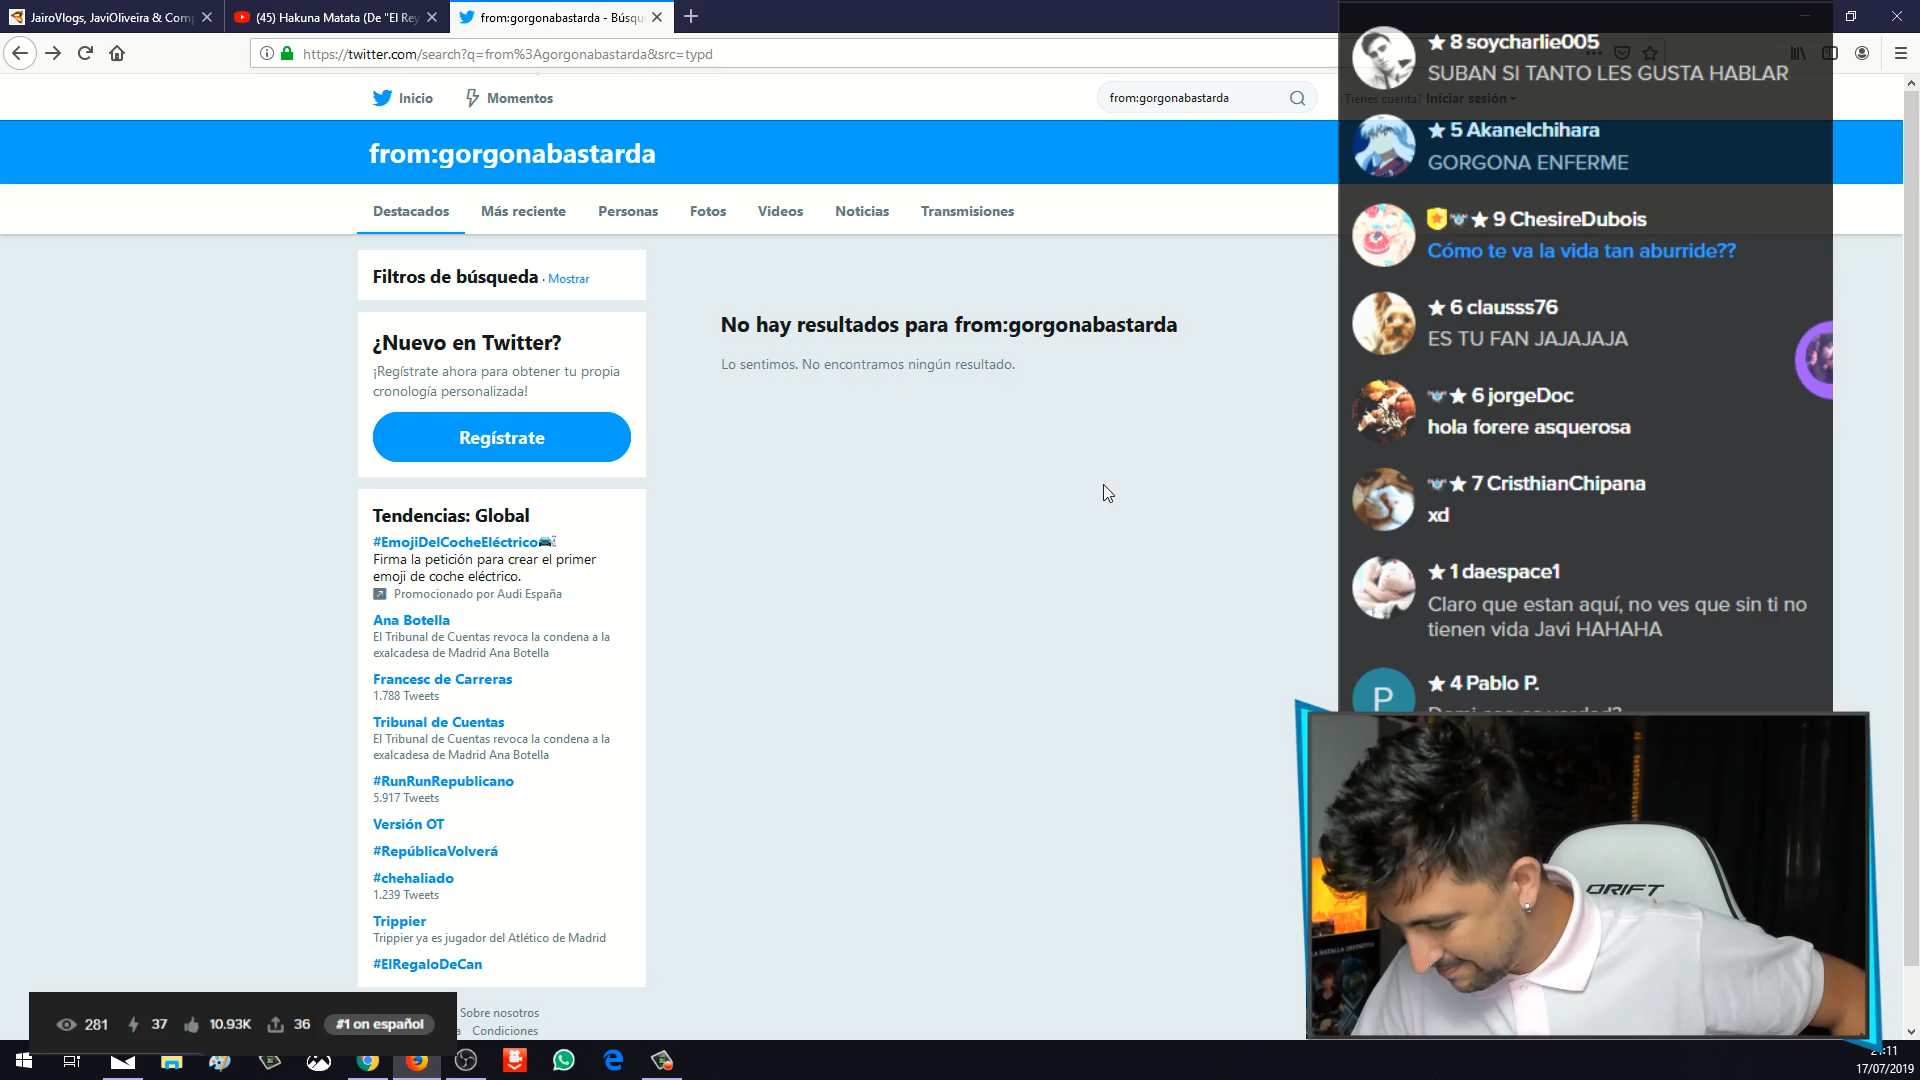 JairoVlogs, JaviOliveira & Com
(45) Hakuna Matata (De "El Rey
from:gorgonabastarda - Búsqu
https://twitter.com/search?q=from%3Agorgonabastarda&src=typd
Inicio
Momentos
from:gorgonabastarda
¿Tienes cuenta? Iniciar sesión
from:gorgonabastarda
Destacados
Más reciente
Personas
Fotos
Videos
Noticias
Transmisiones
Filtros de búsqueda · Mostrar
¿Nuevo en Twitter?
¡Regístrate ahora para obtener tu propia
cronología personalizada!
Regístrate
No hay resultados para from:gorgonabastarda
Lo sentimos. No encontramos ningún resultado.
Tendencias: Global
#EmojiDelCocheEléctrico
Firma la petición para crear el primer
emoji de coche eléctrico.
Promocionado por Audi España
Ana Botella
El Tribunal de Cuentas revoca la condena a la
exalcadesa de Madrid Ana Botella
Francesc de Carreras
1.788 Tweets
Tribunal de Cuentas
El Tribunal de Cuentas revoca la condena a la
exalcadesa de Madrid Ana Botella
#RunRunRepublicano
5.917 Tweets
Versión OT
#RepúblicaVolverá
#chehaliado
1.239 Tweets
Trippier
Trippier ya es jugador del Atlético de Madrid
#ElRegaloDeCan
Sobre nosotros
Condiciones
281
37
10.93K
36
#1 on español
★ 8 soycharlie005
SUBAN SI TANTO LES GUSTA HABLAR
★ 5 AkaneIchihara
GORGONA ENFERME
★ 9 ChesireDubois
Cómo te va la vida tan aburride??
★ 6 clausss76
ES TU FAN JAJAJAJA
★ 6 jorgeDoc
hola forere asquerosa
★ 7 CristhianChipana
xd
★ 1 daespace1
Claro que estan aquí, no ves que sin ti no
tienen vida Javi HAHAHA
P
★ 4 Pablo P.
DRIFT
LA BATALLA DEFINITIVA
21:11
17/07/2019